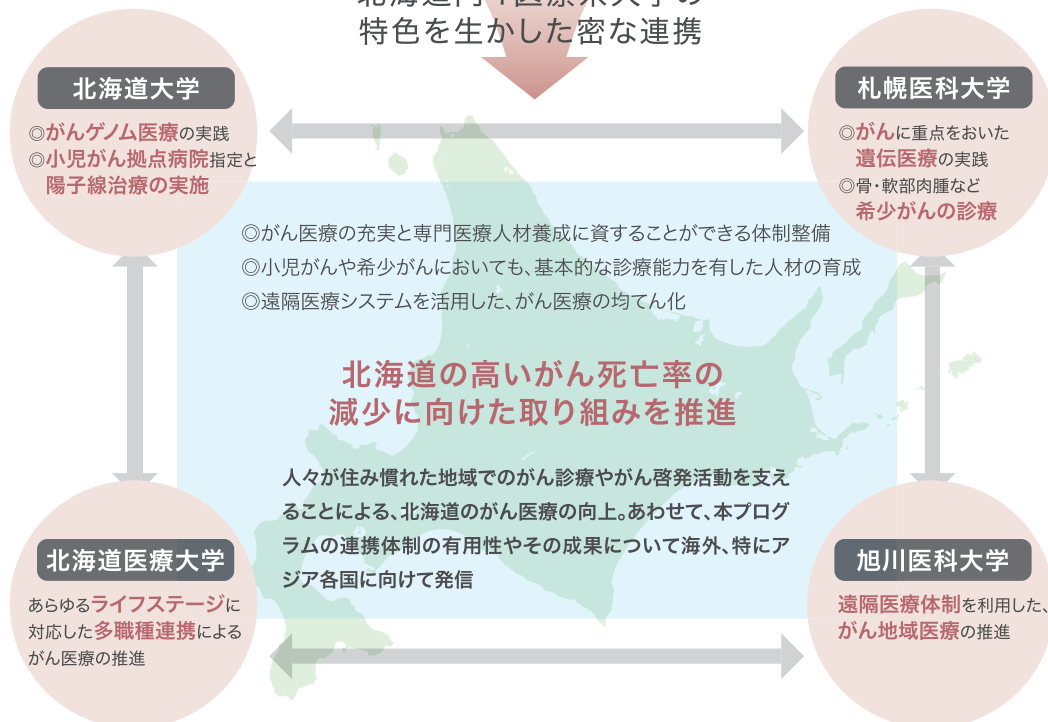 北海道内4医療系大学の
特色を生かした密な連携
北海道大学
◎がんゲノム医療の実践
◎小児がん拠点病院指定と
陽子線治療の実施
札幌医科大学
◎がんに重点をおいた
遺伝医療の実践
◎骨・軟部肉腫など
希少がんの診療
◎がん医療の充実と専門医療人材養成に資することができる体制整備
◎小児がんや希少がんにおいても、基本的な診療能力を有した人材の育成
◎遠隔医療システムを活用した、がん医療の均てん化
北海道の高いがん死亡率の
減少に向けた取り組みを推進
人々が住み慣れた地域でのがん診療やがん啓発活動を支え
ることによる、北海道のがん医療の向上。あわせて、本プログ
ラムの連携体制の有用性やその成果について海外、特にア
ジア各国に向けて発信
北海道医療大学
あらゆるライフステージに
対応した多職種連携による
がん医療の推進
旭川医科大学
遠隔医療体制を利用した、
がん地域医療の推進